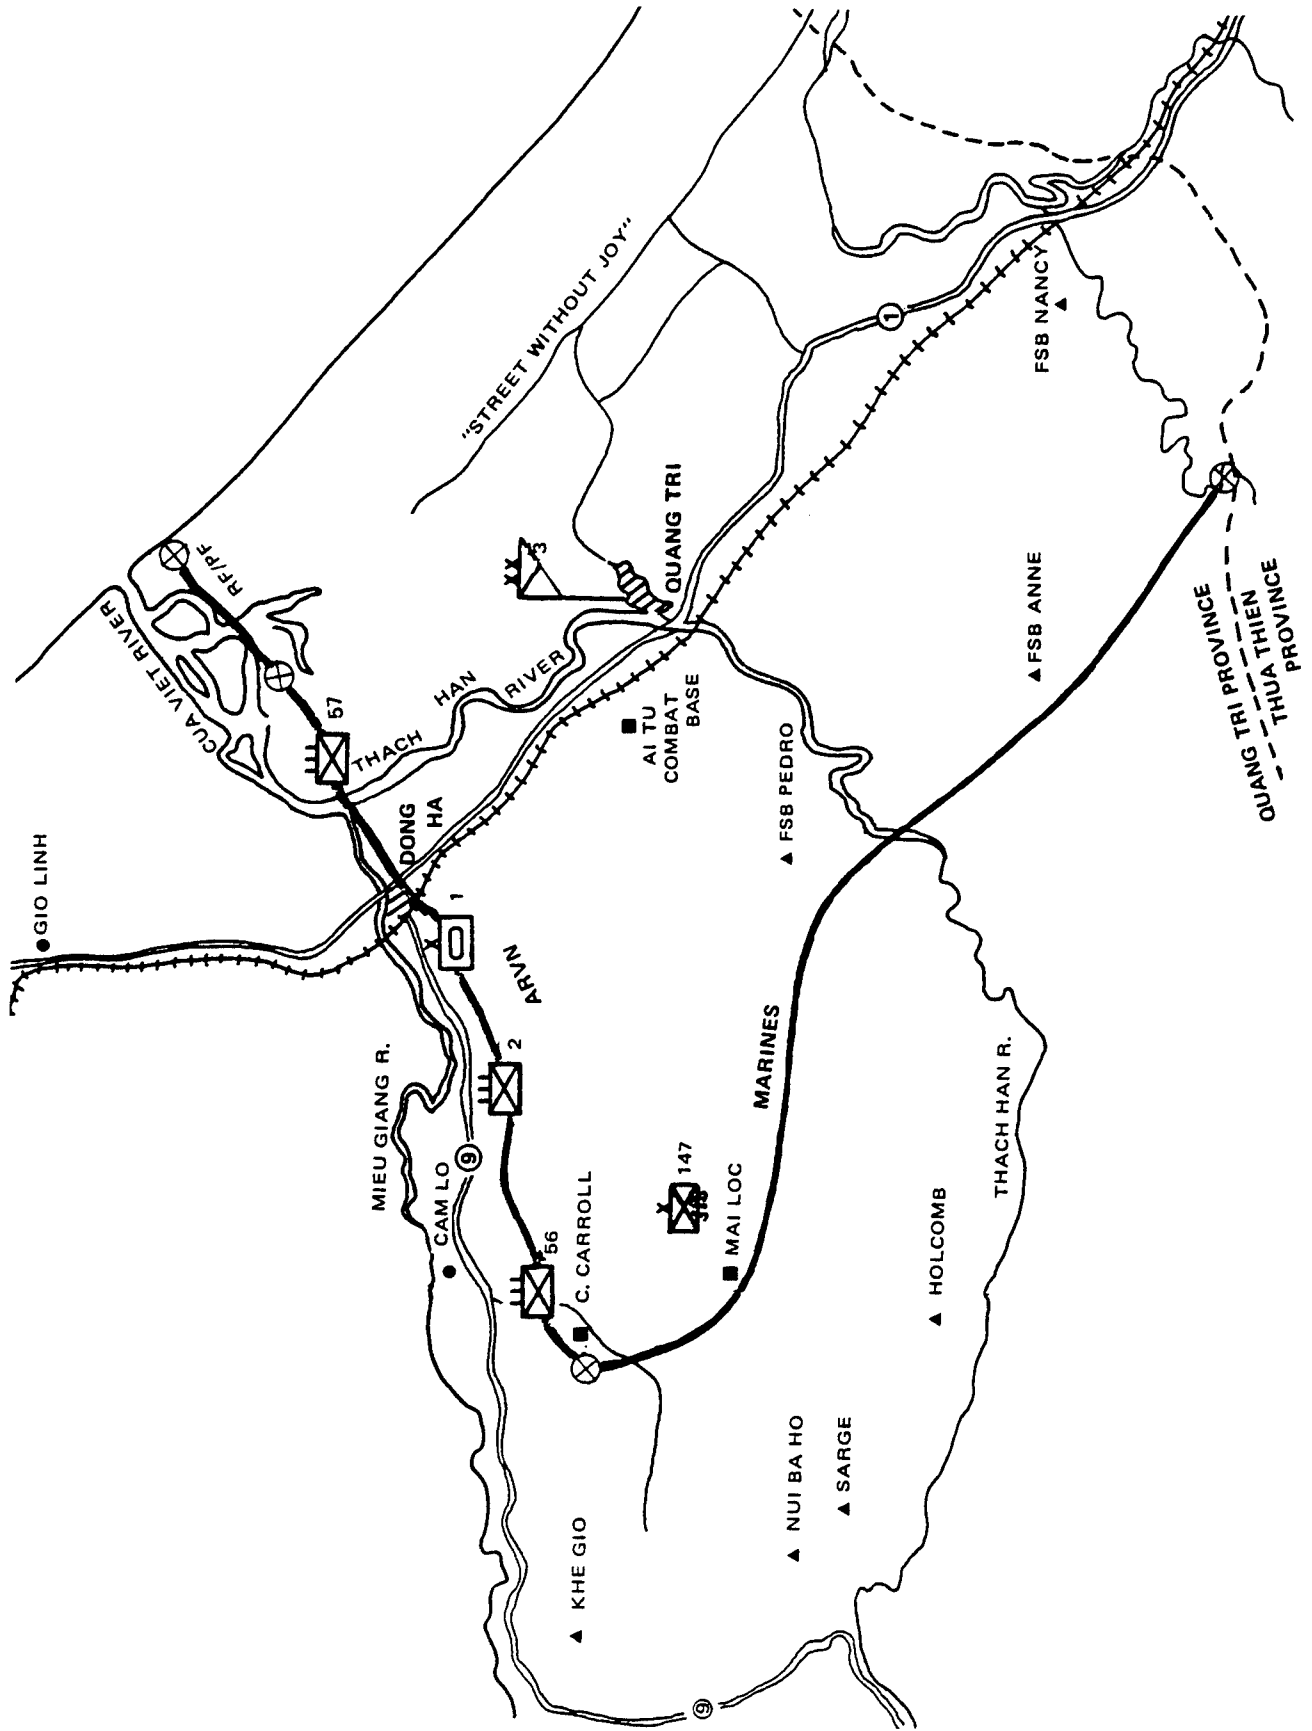 GIO LINH
CUA VIET RIVER
RF/PF
57
"STREET WITHOUT JOY"
THACH HAN RIVER
DONG
HA
3
QUANG TRI
1
ARVN
AI TU
COMBAT
BASE
MIEU GIANG R.
2
CAM LO
9
56
C. CARROLL
147
MAI LOC
MARINES
FSB PEDRO
1
FSB NANCY
FSB ANNE
QUANG TRI PROVINCE
THUA THIEN
PROVINCE
THACH HAN R.
HOLCOMB
KHE GIO
NUI BA HO
SARGE
9